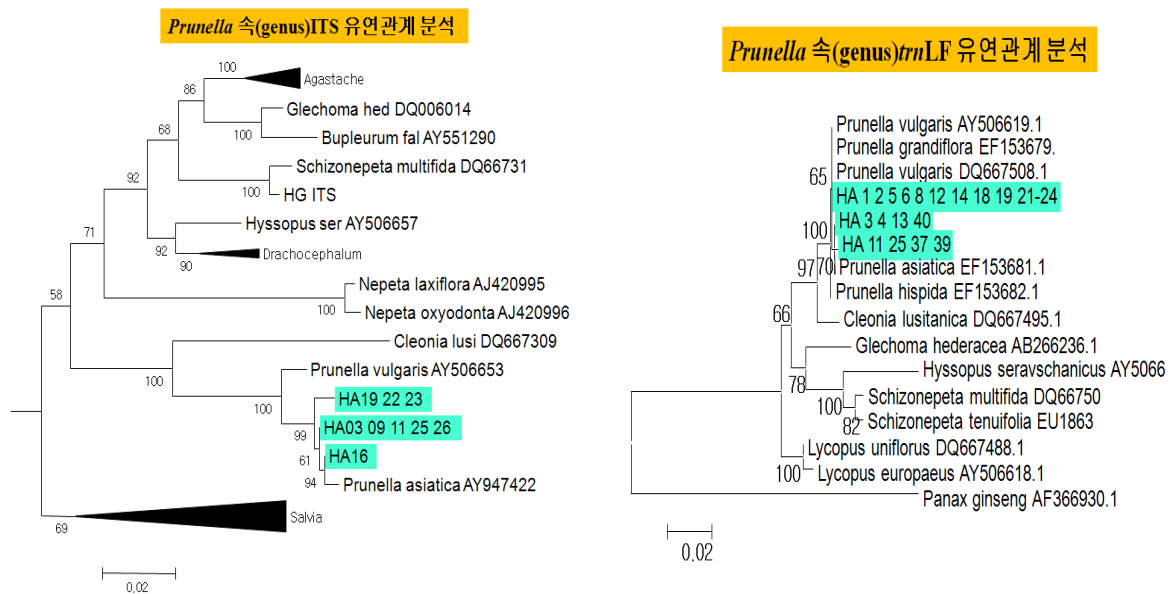 Prunella 속(genus)ITS 유연관계 분석
100
Agastache
86
Glechoma hed DQ006014
100
Bupleurum fal AY551290
68
Schizonepeta multifida DQ66731
100
HG ITS
92
Hyssopus ser AY506657
92
Drachocephalum
90
71
Nepeta laxiflora AJ420995
100
Nepeta oxyodonta AJ420996
58
Cleonia lusi DQ667309
100
Prunella vulgaris AY506653
100
HA19 22 23
99
HA03 09 11 25 26
61
HA16
94
Prunella asiatica AY947422
69
Salvia
0.02
Prunella 속(genus)trnLF 유연관계 분석
Prunella vulgaris AY506619.1
Prunella grandiflora EF153679.
65
Prunella vulgaris DQ667508.1
HA 1 2 5 6 8 12 14 18 19 21-24
HA 3 4 13 40
100
HA 11 25 37 39
97
70
Prunella asiatica EF153681.1
Prunella hispida EF153682.1
66
Cleonia lusitanica DQ667495.1
Glechoma hederacea AB266236.1
78
Hyssopus seravschanicus AY5066
100
Schizonepeta multifida DQ66750
82
Schizonepeta tenuifolia EU1863
Lycopus uniflorus DQ667488.1
100
Lycopus europaeus AY506618.1
Panax ginseng AF366930.1
0.02